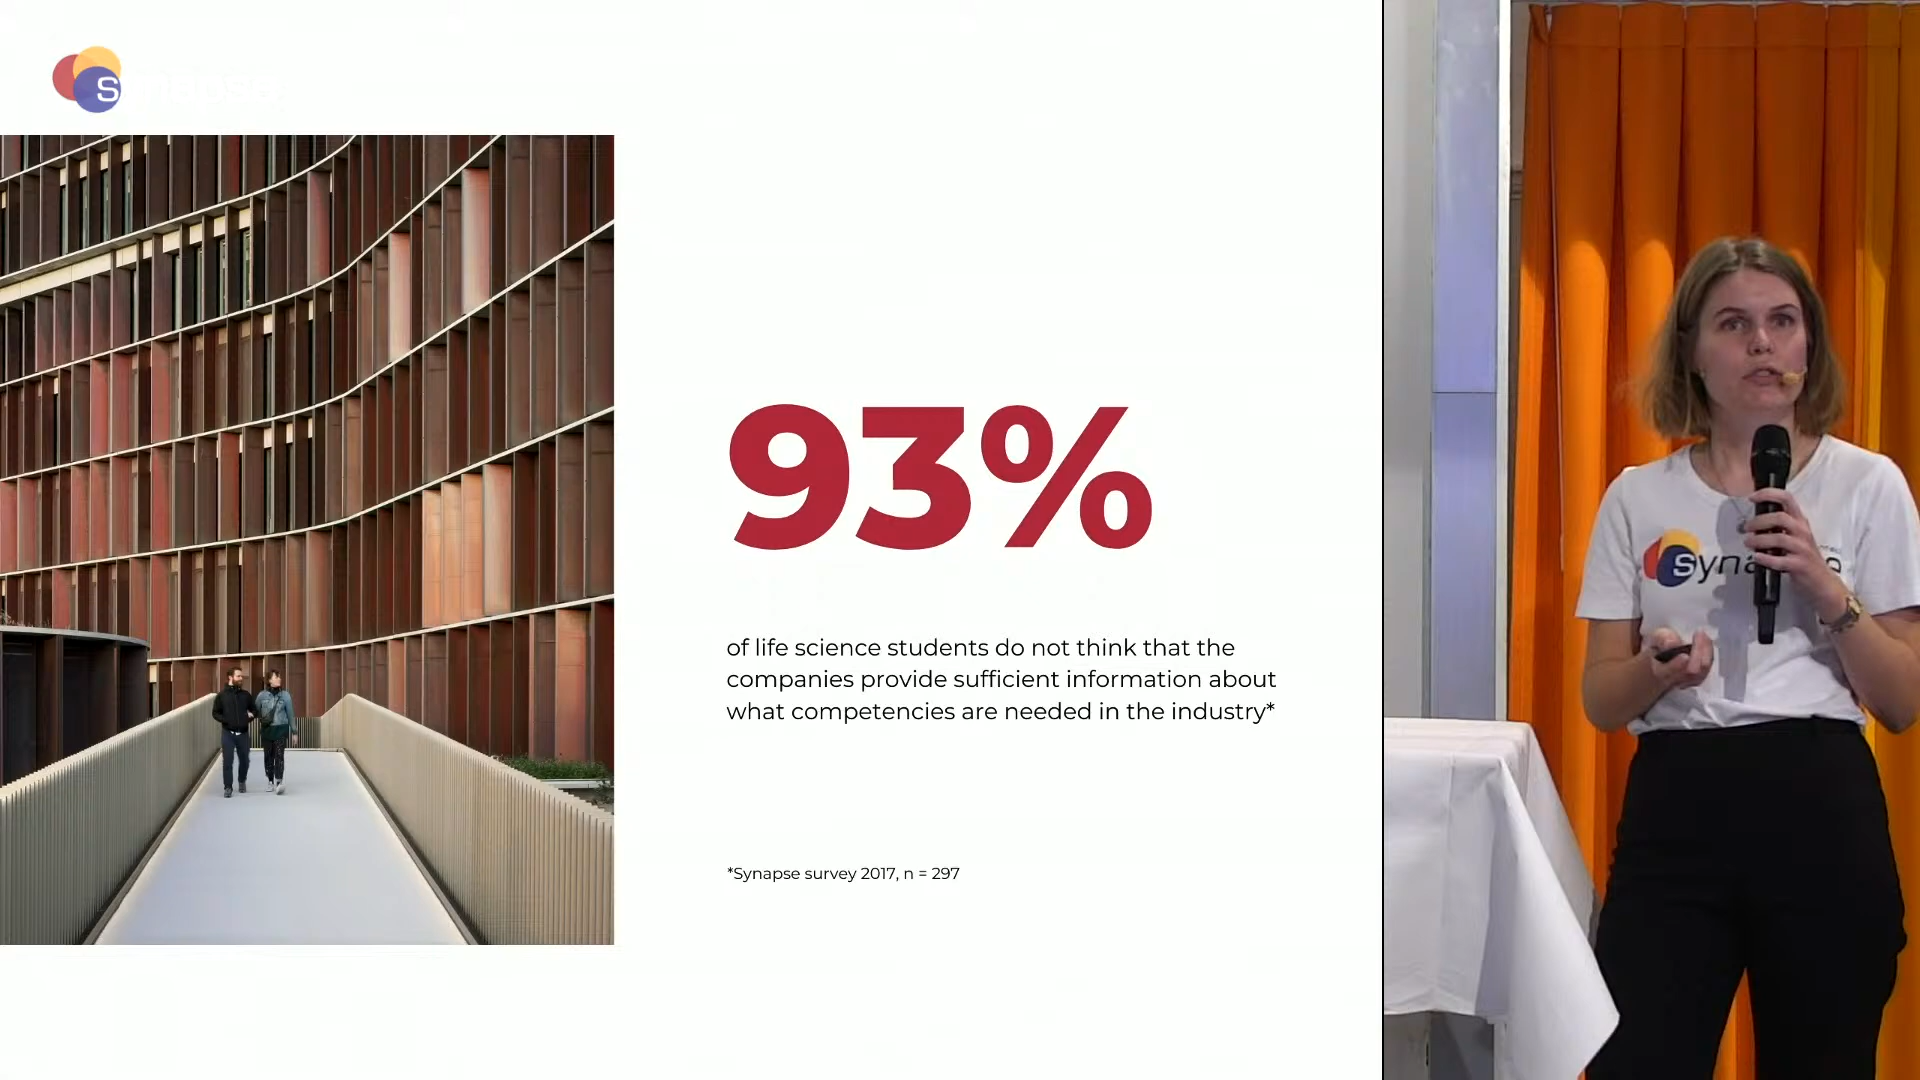 S
93%
of life science students do not think that the
companies provide sufficient information about
what competencies are needed in the industry*
*Synapse survey 2017, n = 297